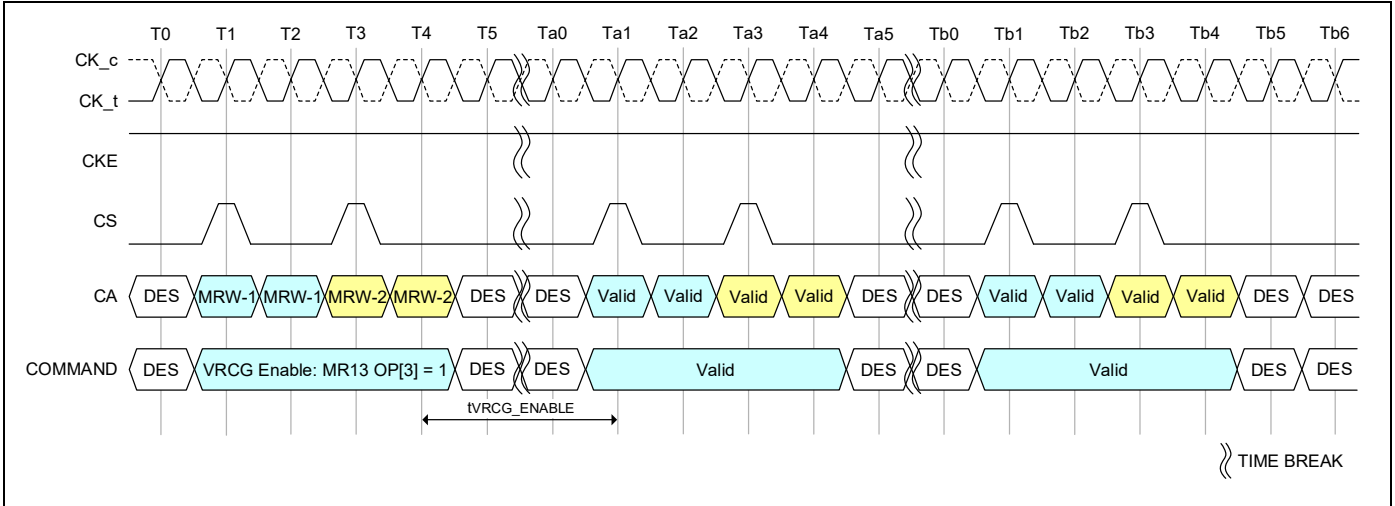 T0 T1 T2 T3 T4 T5 Ta0 Ta1 Ta2 Ta3 Ta4 Ta5 Tb0 Tb1 Tb2 Tb3 Tb4 Tb5 Tb6
CK_c
CK_t
CKE
CS
CA DES MRW-1 MRW-1 MRW-2 MRW-2 DES DES Valid Valid Valid Valid DES DES Valid Valid Valid Valid DES DES
COMMAND DES VRCG Enable: MR13 OP[3] = 1 DES DES Valid DES DES Valid DES DES
tVRCG_ENABLE
TIME BREAK